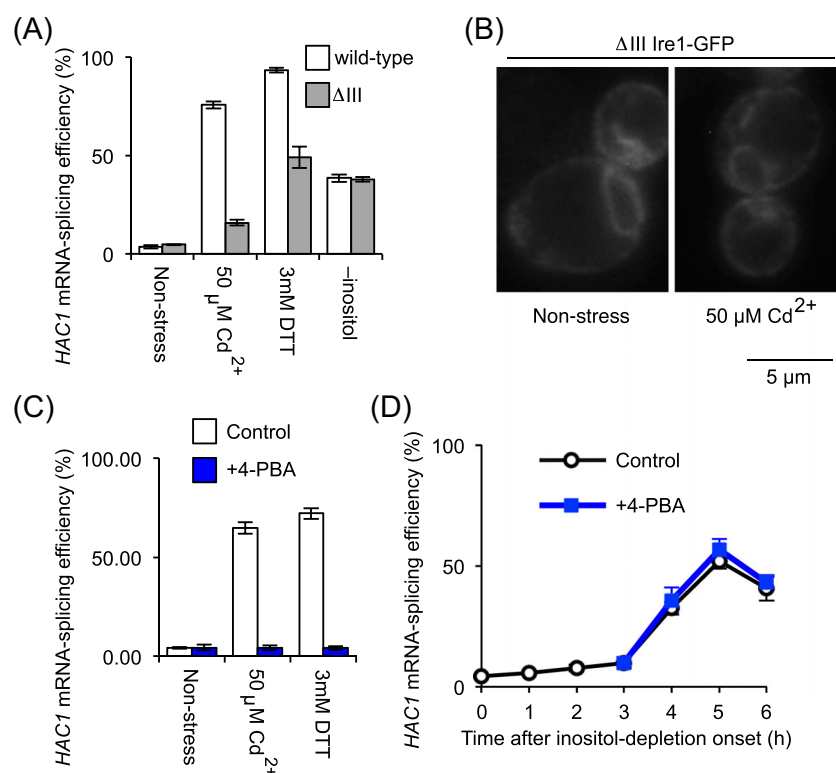 (A)
HAC1 mRNA-splicing efficiency (%)
100
50
0
wild-type
ΔIII
Non-stress
50 µM Cd2+
3mM DTT
–inositol
(B)
ΔIII Ire1-GFP
Non-stress
50 µM Cd2+
5 µm
(C)
HAC1 mRNA-splicing efficiency (%)
Control
+4-PBA
100.00
50.00
0.00
Non-stress
50 µM Cd2+
3mM DTT
(D)
HAC1 mRNA-splicing efficiency (%)
100
50
0
Control
+4-PBA
0 1 2 3 4 5 6
Time after inositol-depletion onset (h)